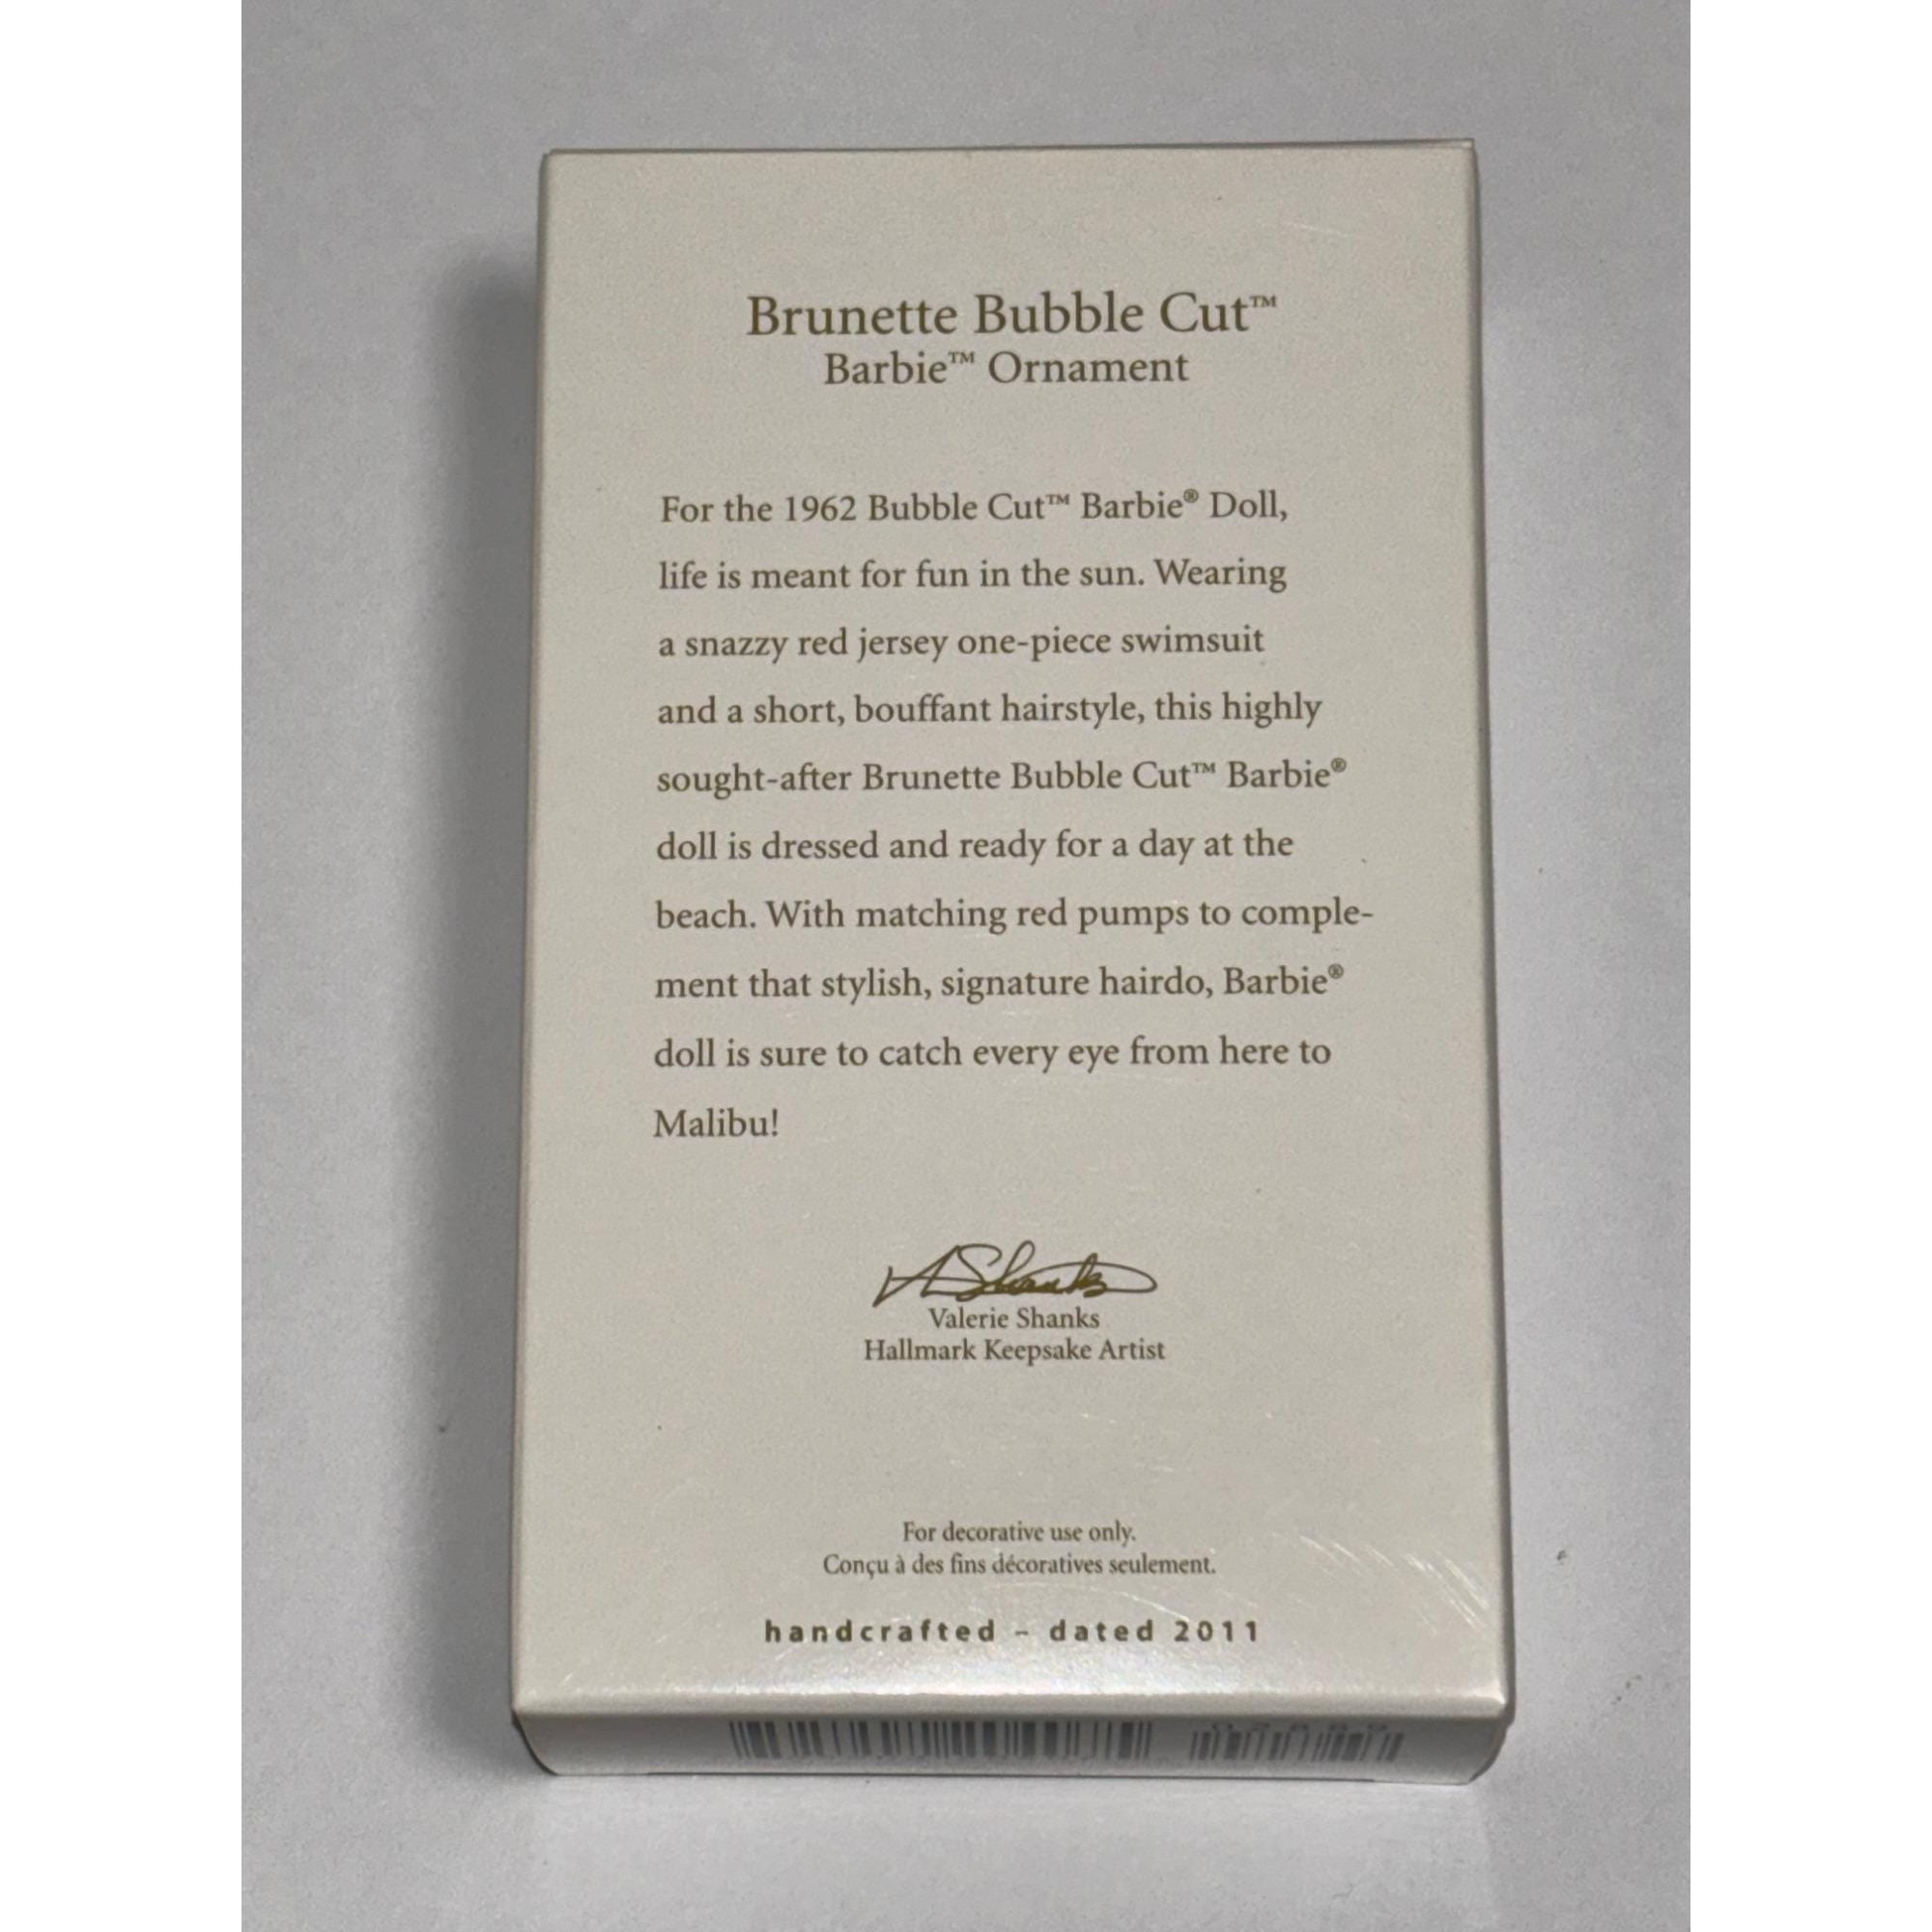 Brunette Bubble Cut™
Barbie™ Ornament
For the 1962 Bubble Cut™ Barbie® Doll,
life is meant for fun in the sun. Wearing
a snazzy red jersey one-piece swimsuit
and a short, bouffant hairstyle, this highly
sought-after Brunette Bubble Cut™ Barbie®
doll is dressed and ready for a day at the
beach. With matching red pumps to comple-
ment that stylish, signature hairdo, Barbie®
doll is sure to catch every eye from here to
Malibu!
VAShanks
Valerie Shanks
Hallmark Keepsake Artist
For decorative use only.
Conçu à des fins décoratives seulement.
handcrafted – dated 2011